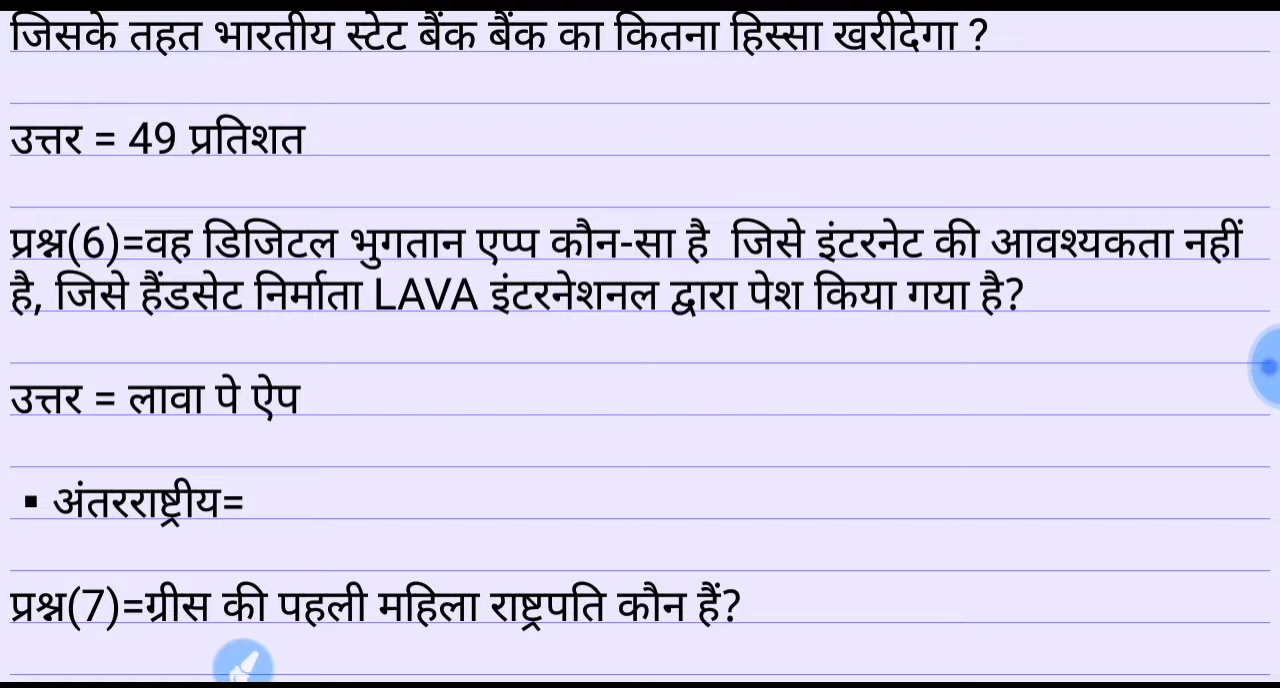 जिसके तहत भारतीय स्टेट बैंक बैंक का कितना हिस्सा खरीदेगा ?
उत्तर = 49 प्रतिशत
प्रश्न(6)=वह डिजिटल भुगतान एप्प कौन-सा है  जिसे इंटरनेट की आवश्यकता नहीं
है, जिसे हैंडसेट निर्माता LAVA इंटरनेशनल द्वारा पेश किया गया है?
उत्तर = लावा पे ऐप
▪ अंतरराष्ट्रीय=
प्रश्न(7)=ग्रीस की पहली महिला राष्ट्रपति कौन हैं?